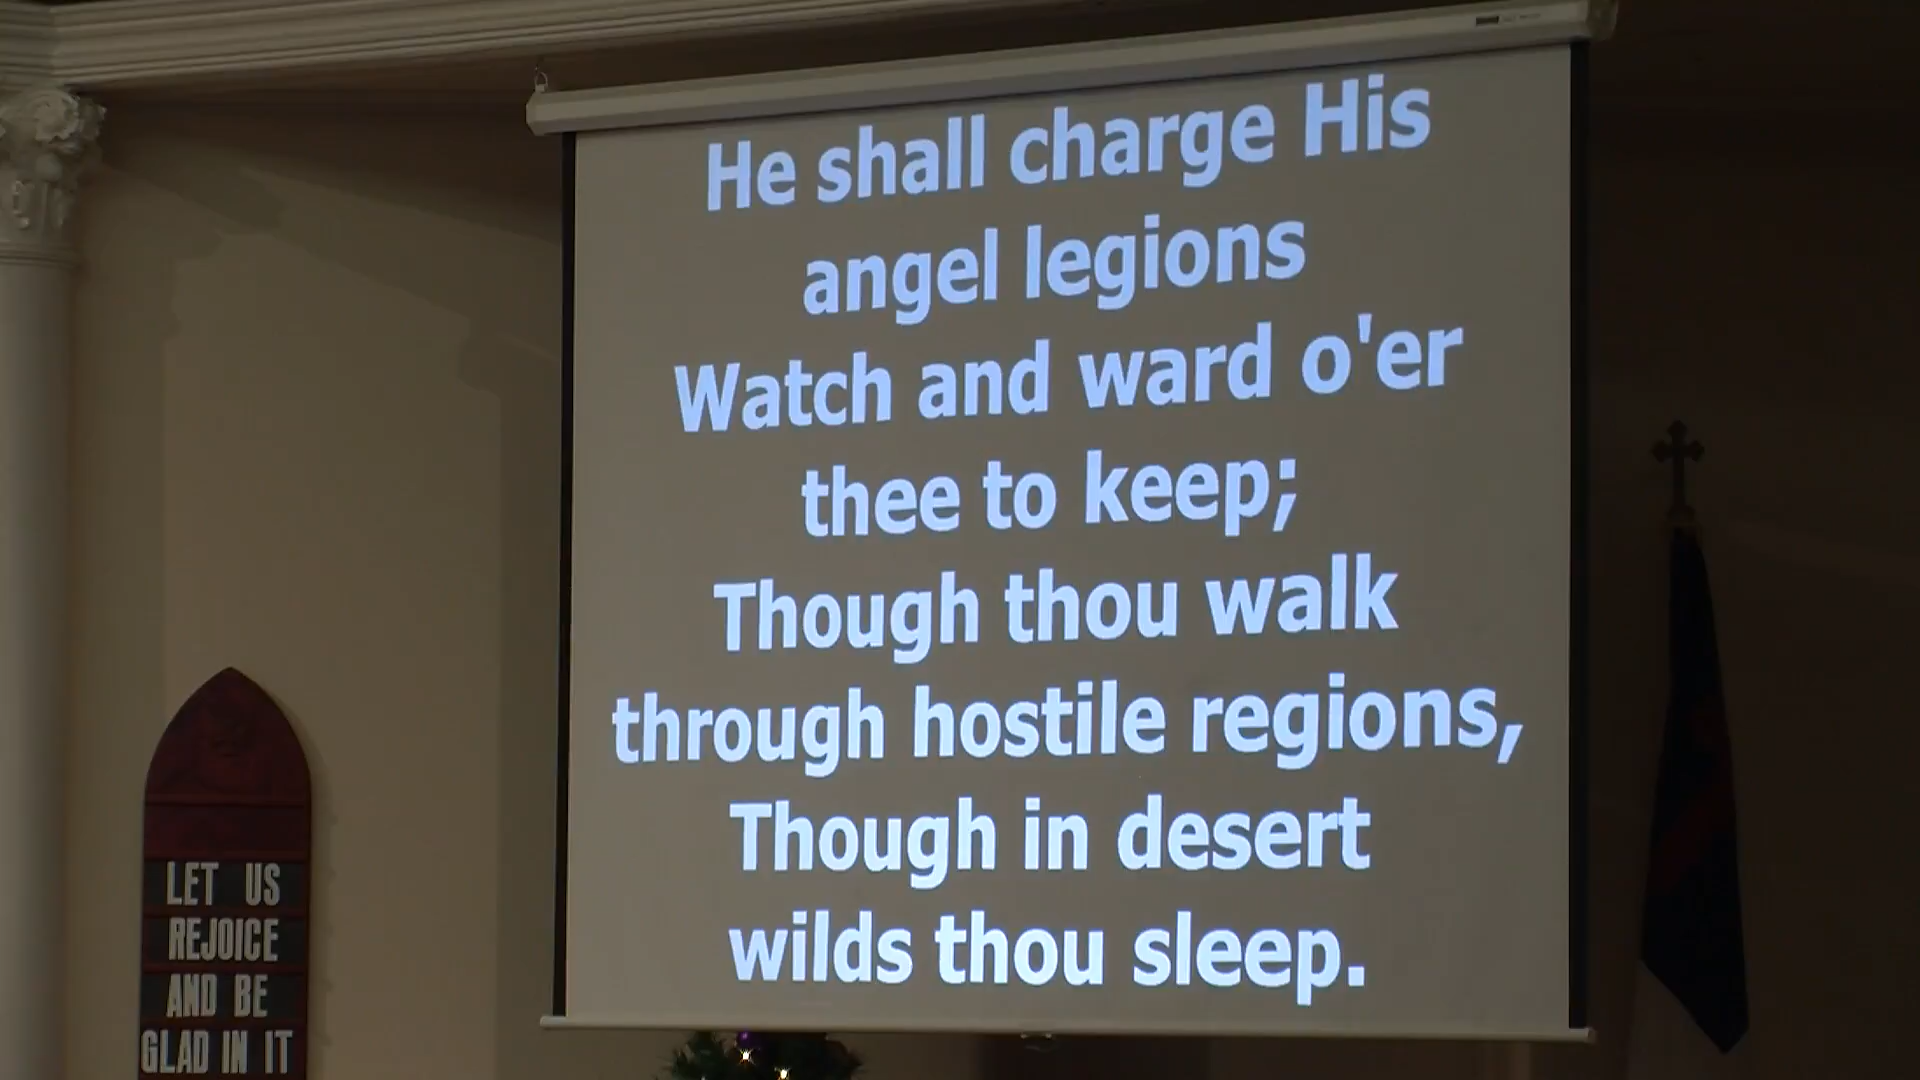 He shall charge His
angel legions
Watch and ward o'er
thee to keep;
Though thou walk
through hostile regions,
Though in desert
wilds thou sleep.
LET US
REJOICE
AND BE
GLAD IN IT